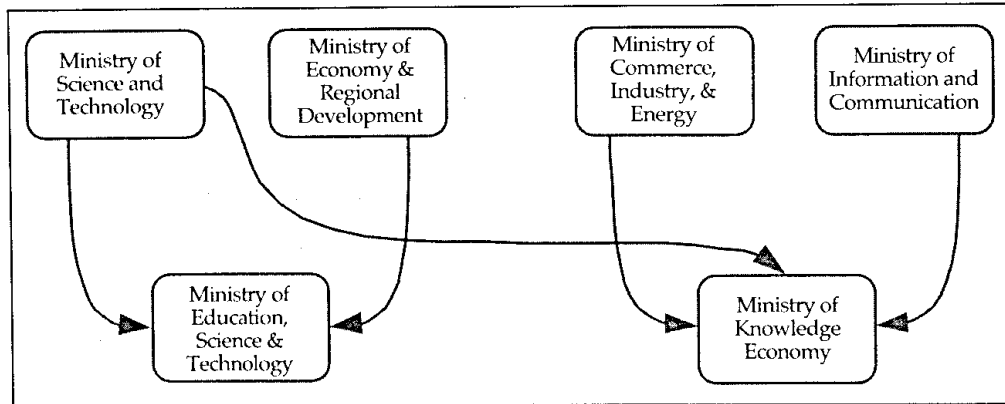 Ministry of
Science and
Technology
Ministry of
Economy &
Regional
Development
Ministry of
Commerce,
Industry, &
Energy
Ministry of
Information and
Communication
Ministry of
Education,
Science &
Technology
Ministry of
Knowledge
Economy